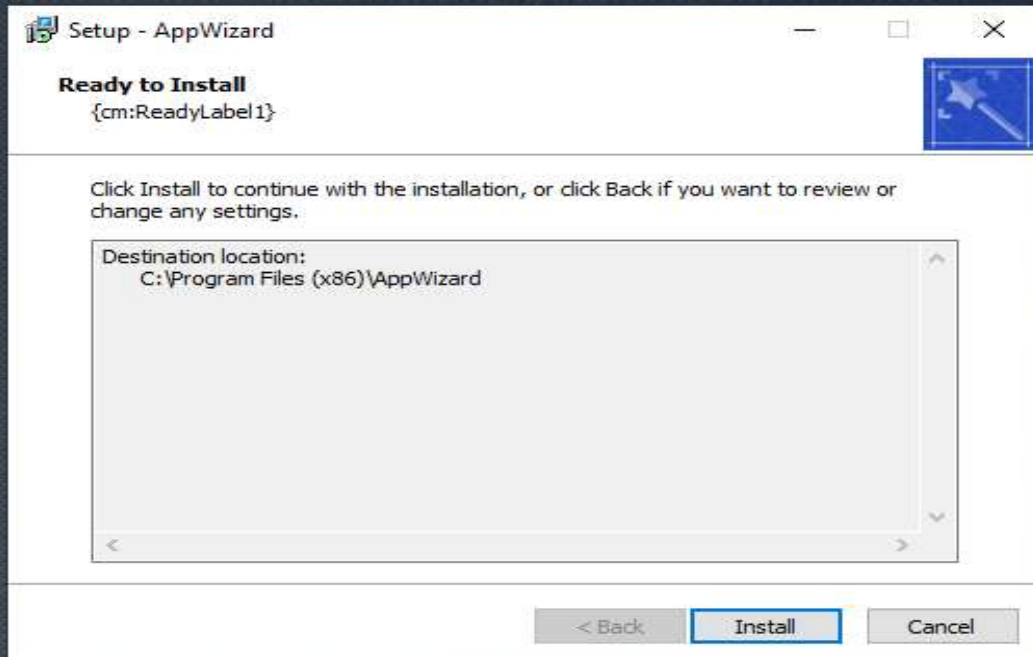 Setup - AppWizard
Ready to Install
{cm:ReadyLabel1}
Click Install to continue with the installation, or click Back if you want to review or
change any settings.
Destination location:
C:\Program Files (x86)\AppWizard
< Back
Install
Cancel